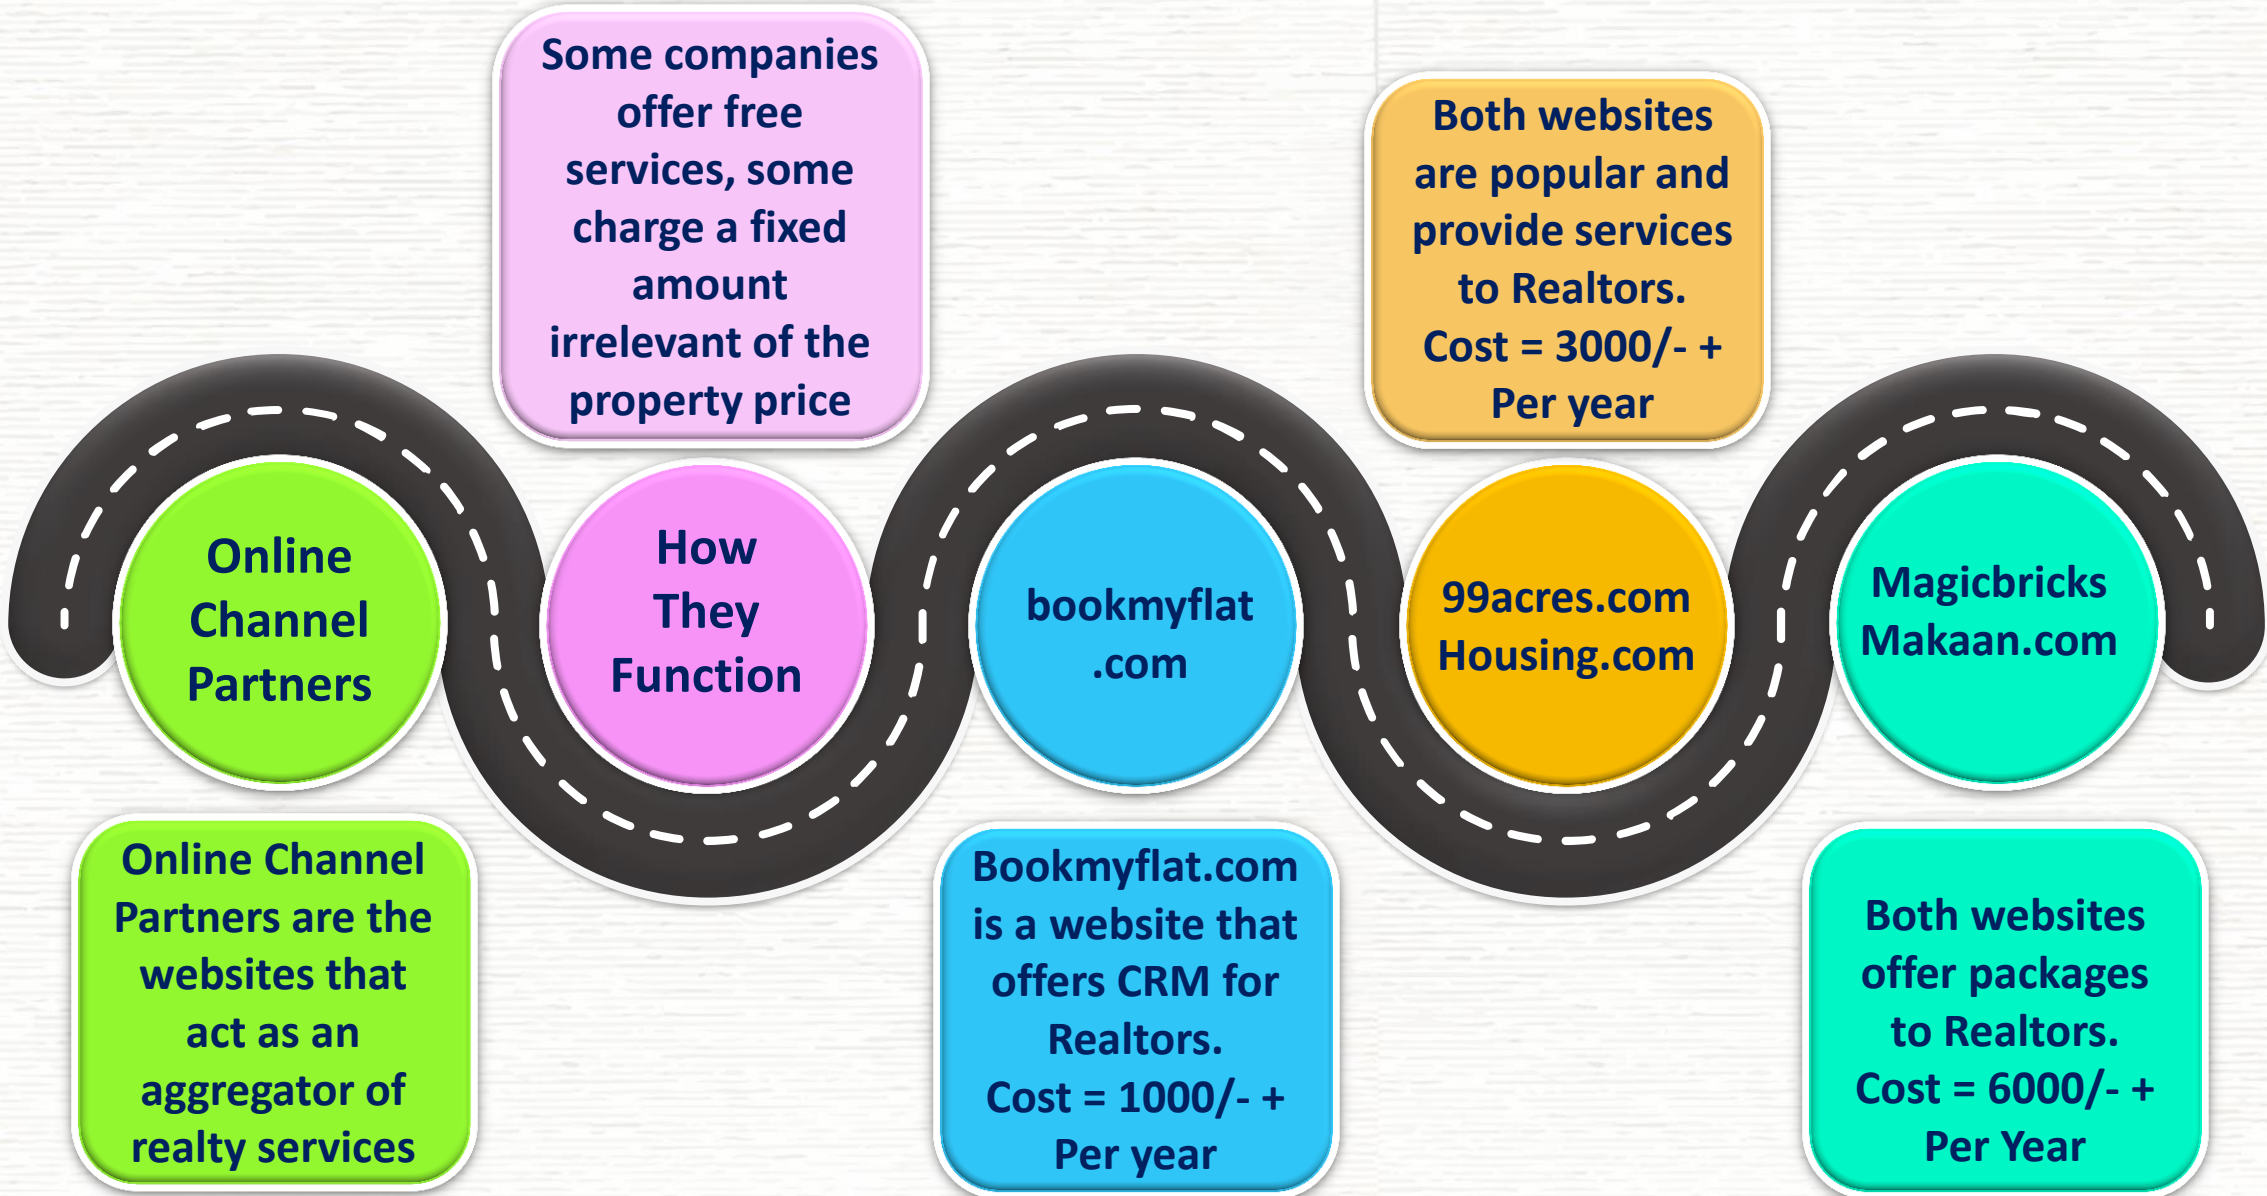 Online
Channel
Partners
Online Channel
Partners are the
websites that
act as an
aggregator of
realty services
Some companies
offer free
services, some
charge a fixed
amount
irrelevant of the
property price
How
They
Function
bookmyflat
.com
Bookmyflat.com
is a website that
offers CRM for
Realtors.
Cost = 1000/- +
Per year
Both websites
are popular and
provide services
to Realtors.
Cost = 3000/- +
Per year
99acres.com
Housing.com
Magicbricks
Makaan.com
Both websites
offer packages
to Realtors.
Cost = 6000/- +
Per Year